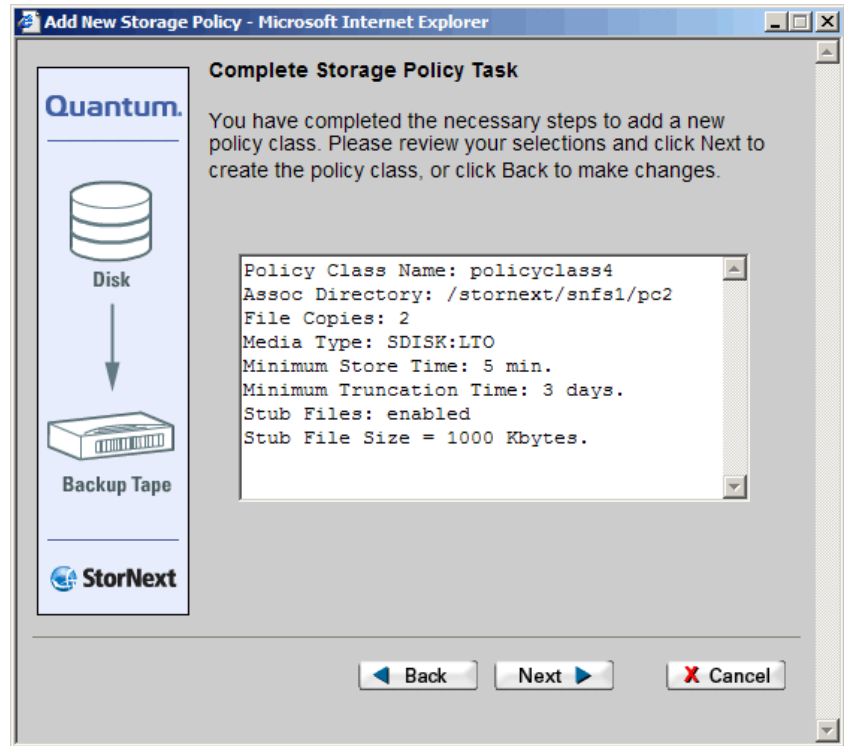 Add New Storage Policy - Microsoft Internet Explorer
Quantum.
Disk
Backup Tape
StorNext
Complete Storage Policy Task
You have completed the necessary steps to add a new
policy class. Please review your selections and click Next to
create the policy class, or click Back to make changes.
Policy Class Name: policyclass4
Assoc Directory: /stornext/snfs1/pc2
File Copies: 2
Media Type: SDISK:LTO
Minimum Store Time: 5 min.
Minimum Truncation Time: 3 days.
Stub Files: enabled
Stub File Size = 1000 Kbytes.
Back
Next
X Cancel